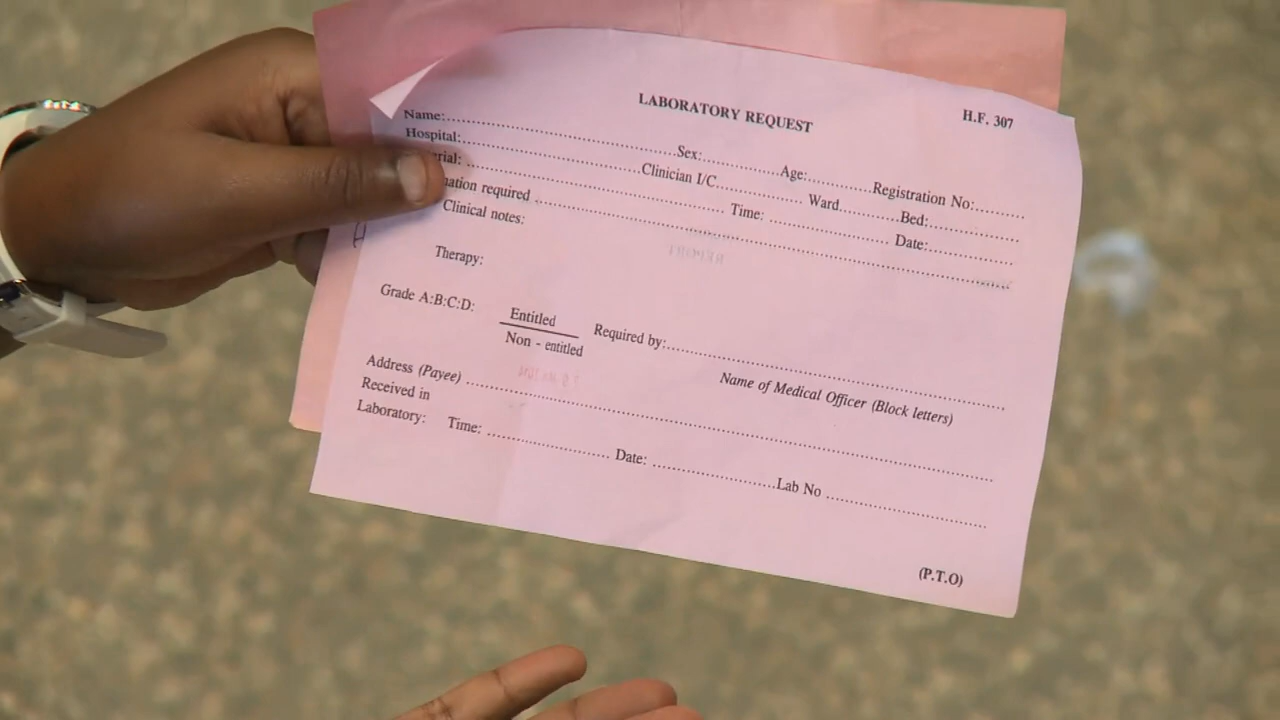 LABORATORY REQUEST H.F. 307
Name: Sex: Age: Registration No:
Hospital: Clinician I/C Ward Bed:
Time: Date:
required
Clinical notes:
Therapy:
Grade A:B:C:D: Entitled
Non - entitled
Required by:
Name of Medical Officer (Block letters)
Address (Payee)
Received in
Laboratory: Time: Date: Lab No
(P.T.O)